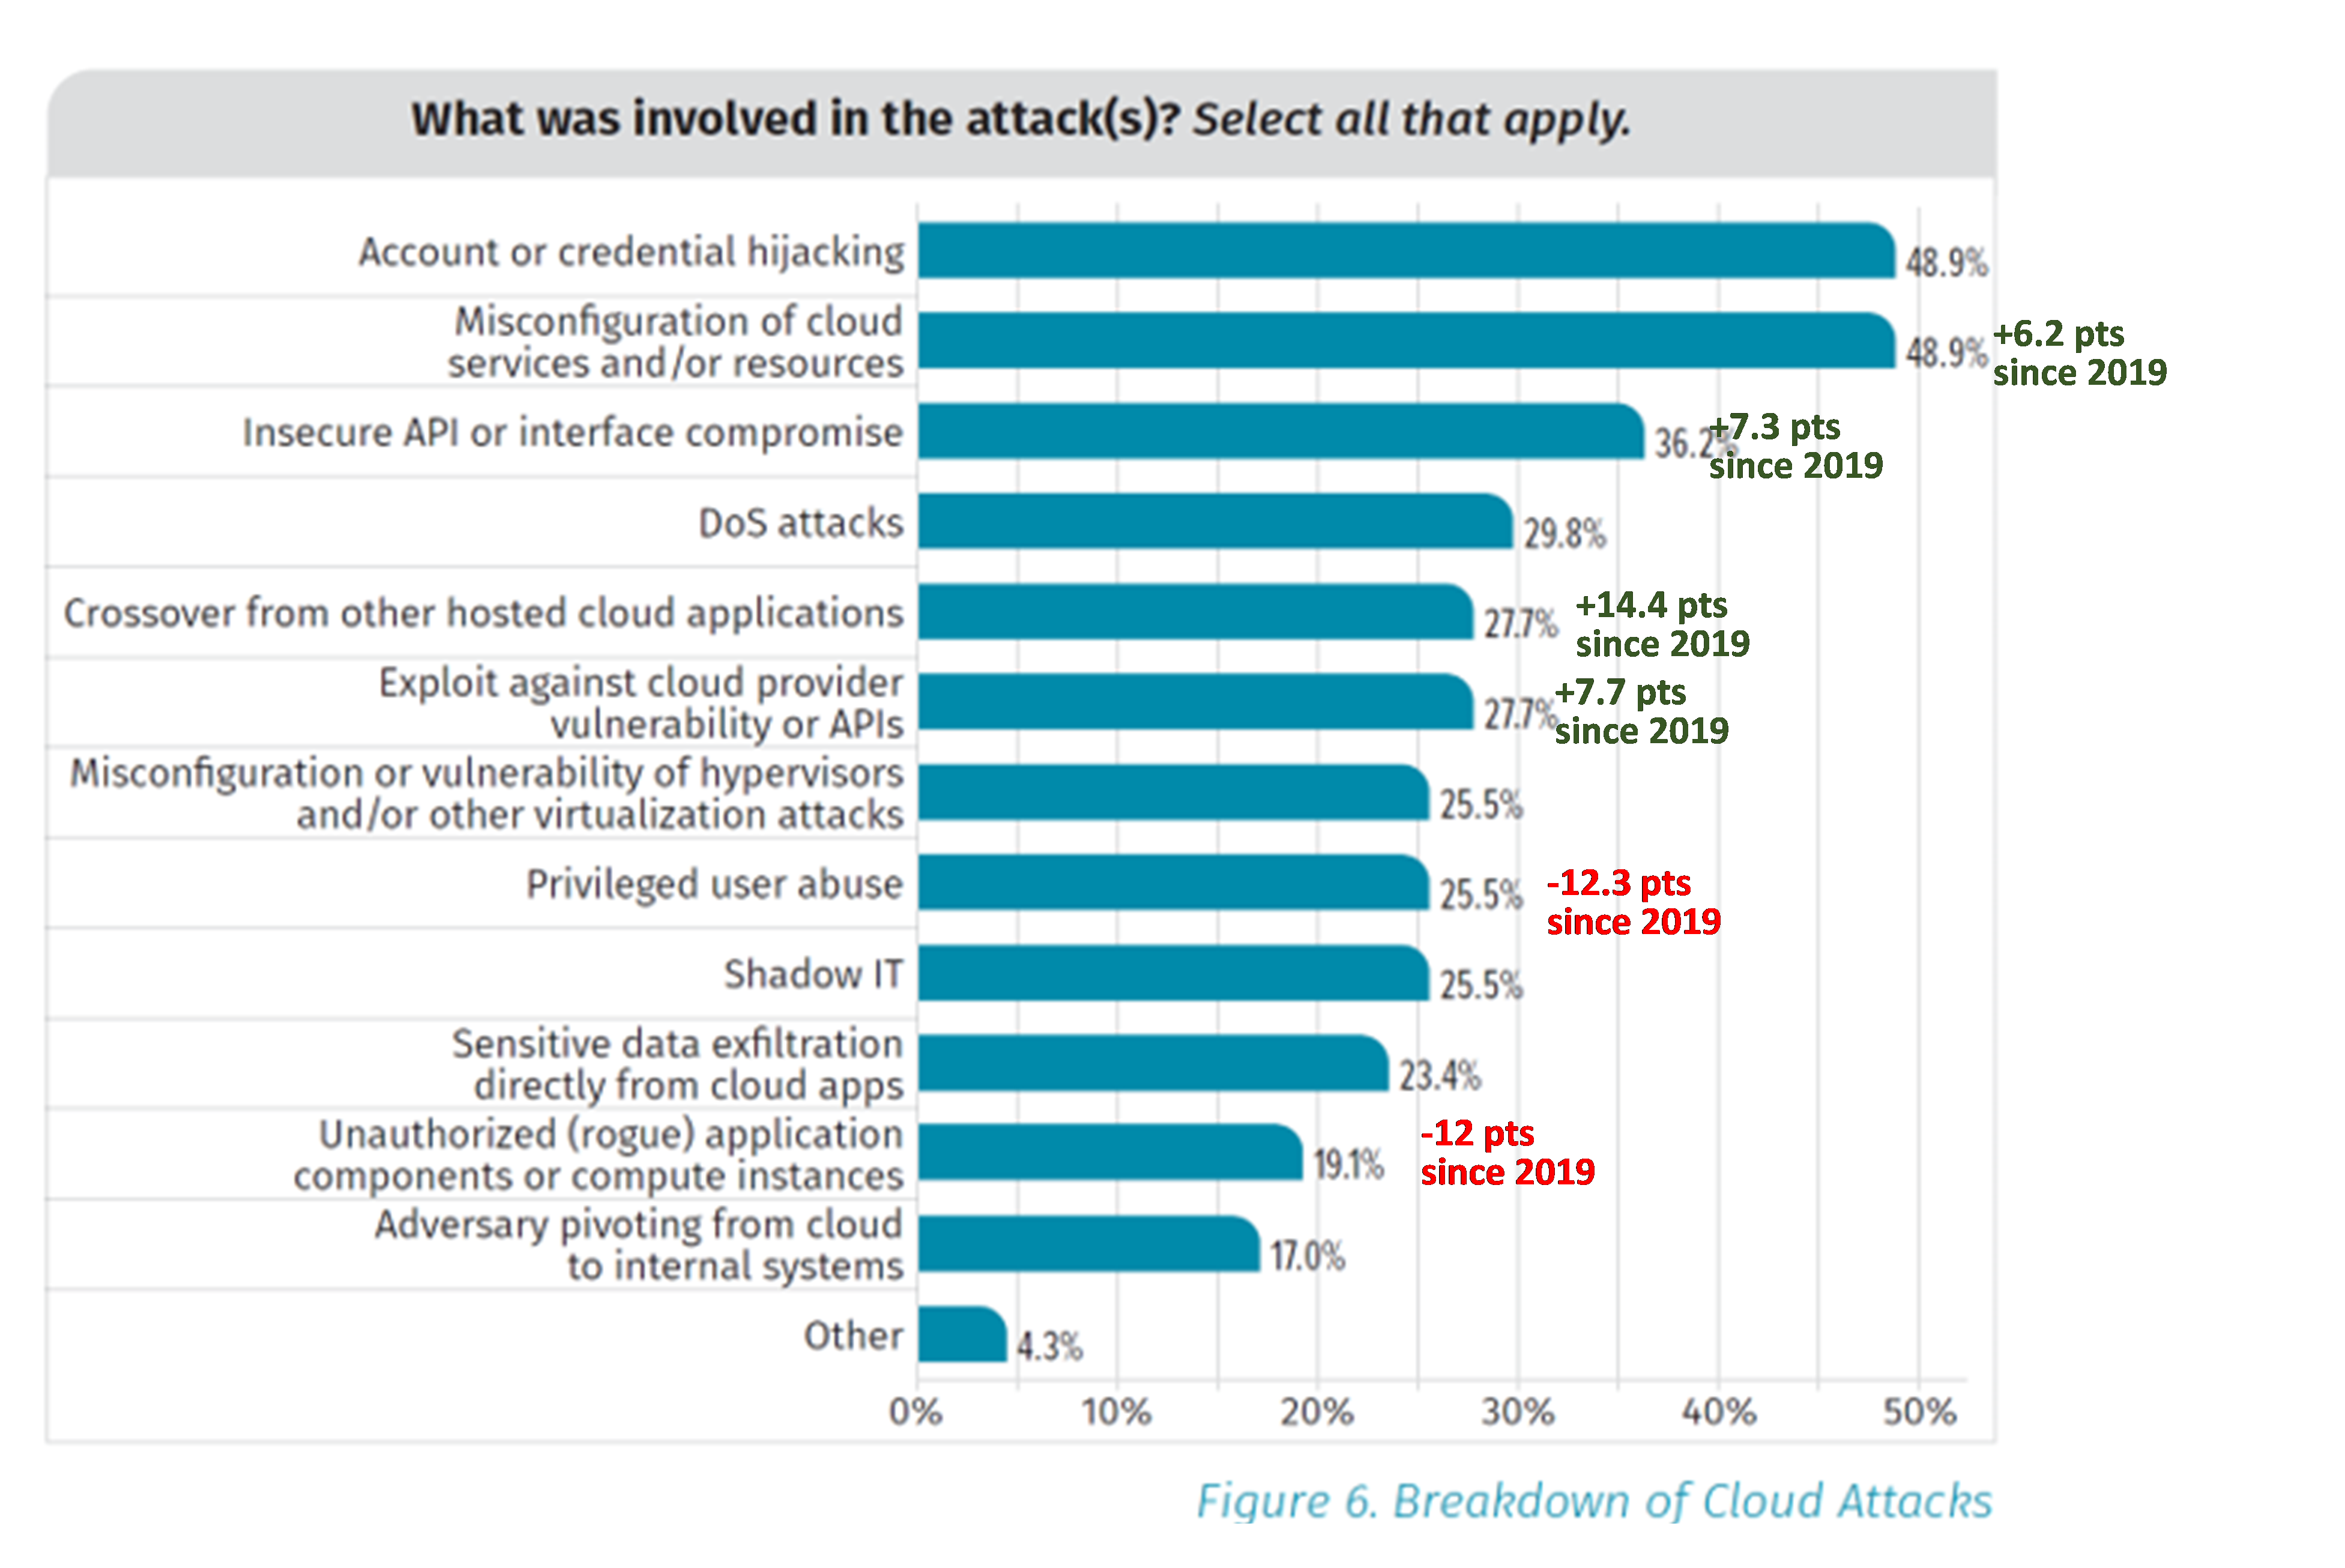 What was involved in the attack(s)? Select all that apply.
Account or credential hijacking
48.9%
Misconfiguration of cloud
services and/or resources
48.9%
+6.2 pts
since 2019
Insecure API or interface compromise
36.2%
+7.3 pts
since 2019
DoS attacks
29.8%
Crossover from other hosted cloud applications
27.7%
+14.4 pts
since 2019
Exploit against cloud provider
vulnerability or APIs
27.7%
+7.7 pts
since 2019
Misconfiguration or vulnerability of hypervisors
and/or other virtualization attacks
25.5%
Privileged user abuse
25.5%
-12.3 pts
since 2019
Shadow IT
25.5%
Sensitive data exfiltration
directly from cloud apps
23.4%
Unauthorized (rogue) application
components or compute instances
19.1%
-12 pts
since 2019
Adversary pivoting from cloud
to internal systems
17.0%
Other
4.3%
0% 10% 20% 30% 40% 50%
Figure 6. Breakdown of Cloud Attacks